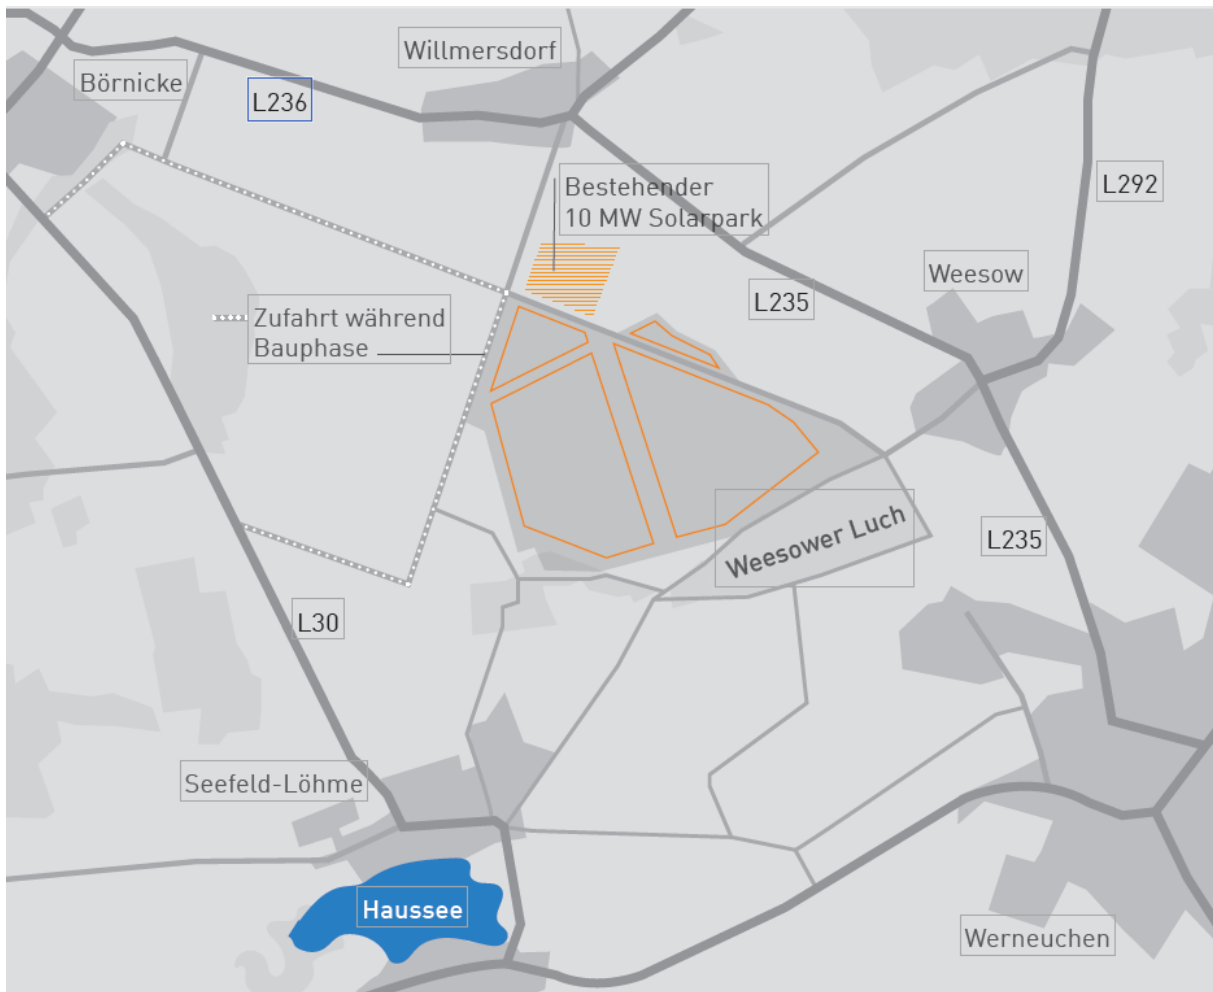 Willmersdorf
Börnicke
L236
L292
Bestehender
10 MW Solarpark
Weesow
L235
Zufahrt während
Bauphase
Weesower Luch
L235
L30
Seefeld-Löhme
Haussee
Werneuchen